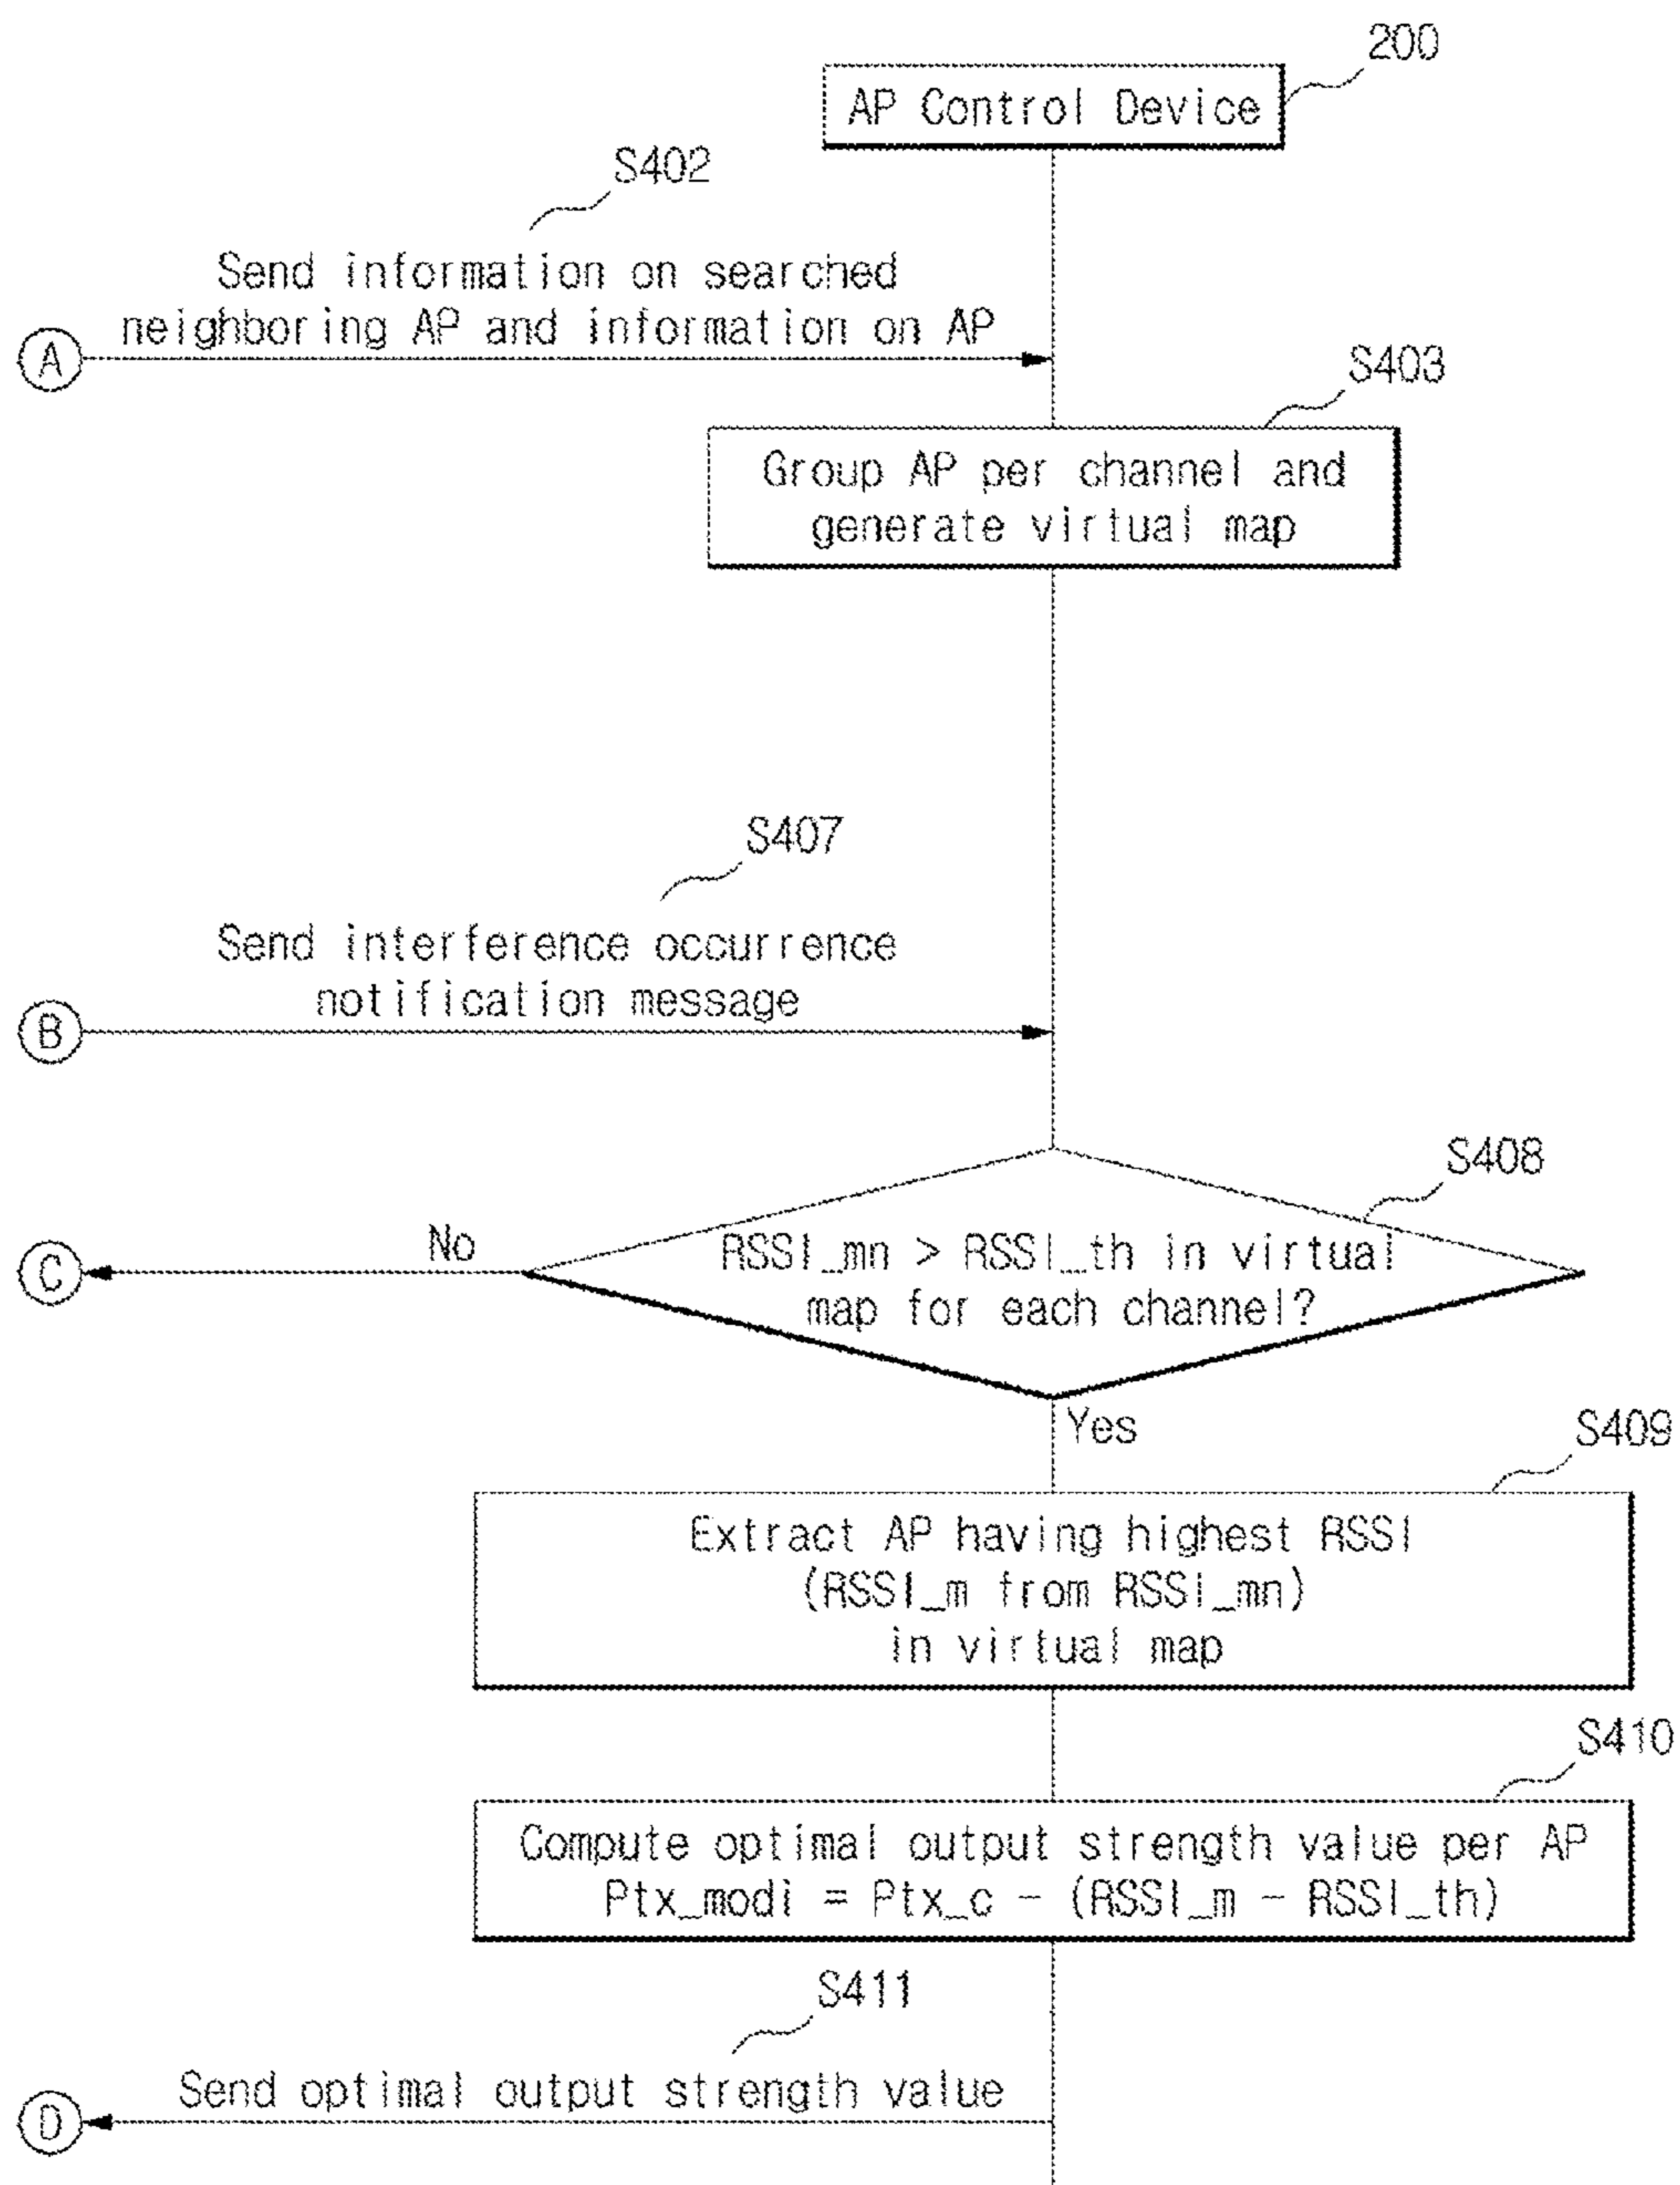 200
AP Control Device
S402
Send information on searched
neighboring AP and information on AP
A
S403
Group AP per channel and
generate virtual map
S407
Send interference occurrence
notification message
B
S408
No
C
RSSI_mn > RSSI_th in virtual
map for each channel?
Yes
S409
Extract AP having highest RSSI
(RSSI_m from RSSI_mn)
in virtual map
S410
Compute optimal output strength value per AP
Ptx_modi = Ptx_c - (RSSI_m - RSSI_th)
S411
Send optimal output strength value
D